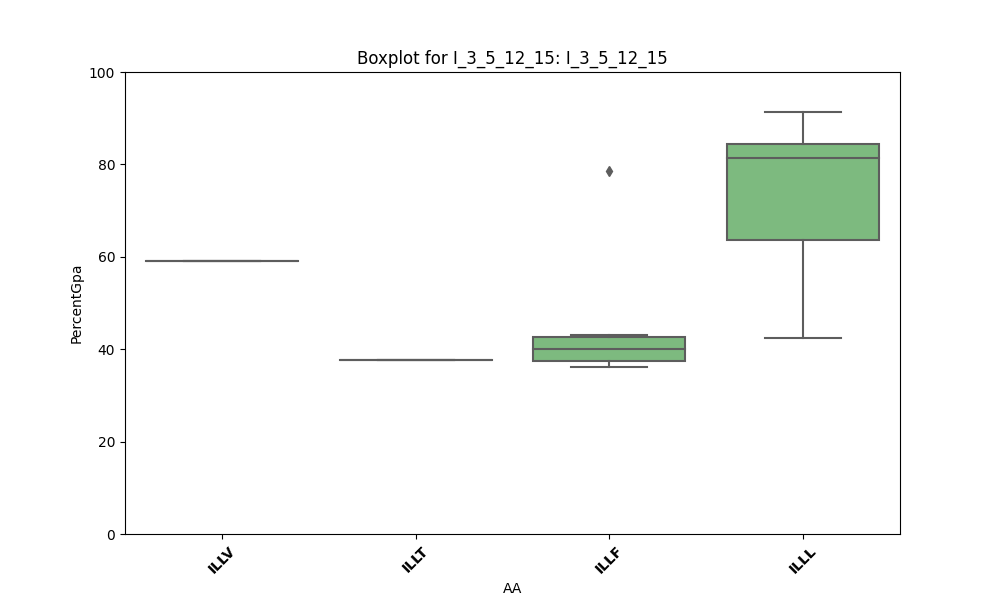 Boxplot for I_3_5_12_15: I_3_5_12_15
100
80
60
40
20
0
PercentGpa
ILLV
ILLT
ILLF
ILLL
AA